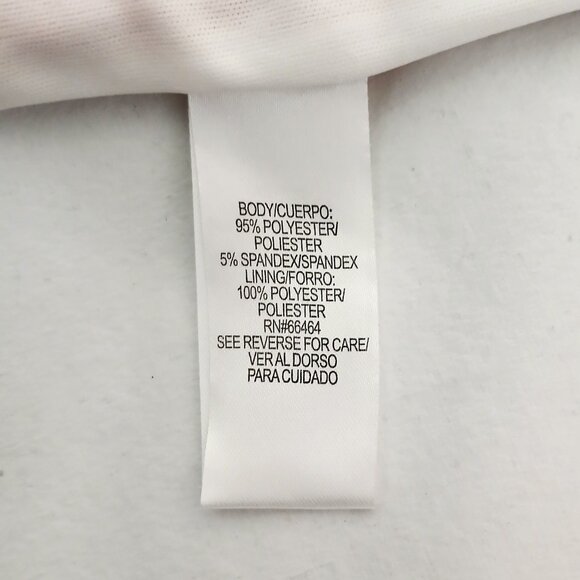 BODY/CUERPO:
95% POLYESTER/
POLIESTER
5% SPANDEX/SPANDEX
LINING/FORRO:
100% POLYESTER/
POLIESTER
RN#66464
SEE REVERSE FOR CARE/
VER AL DORSO
PARA CUIDADO